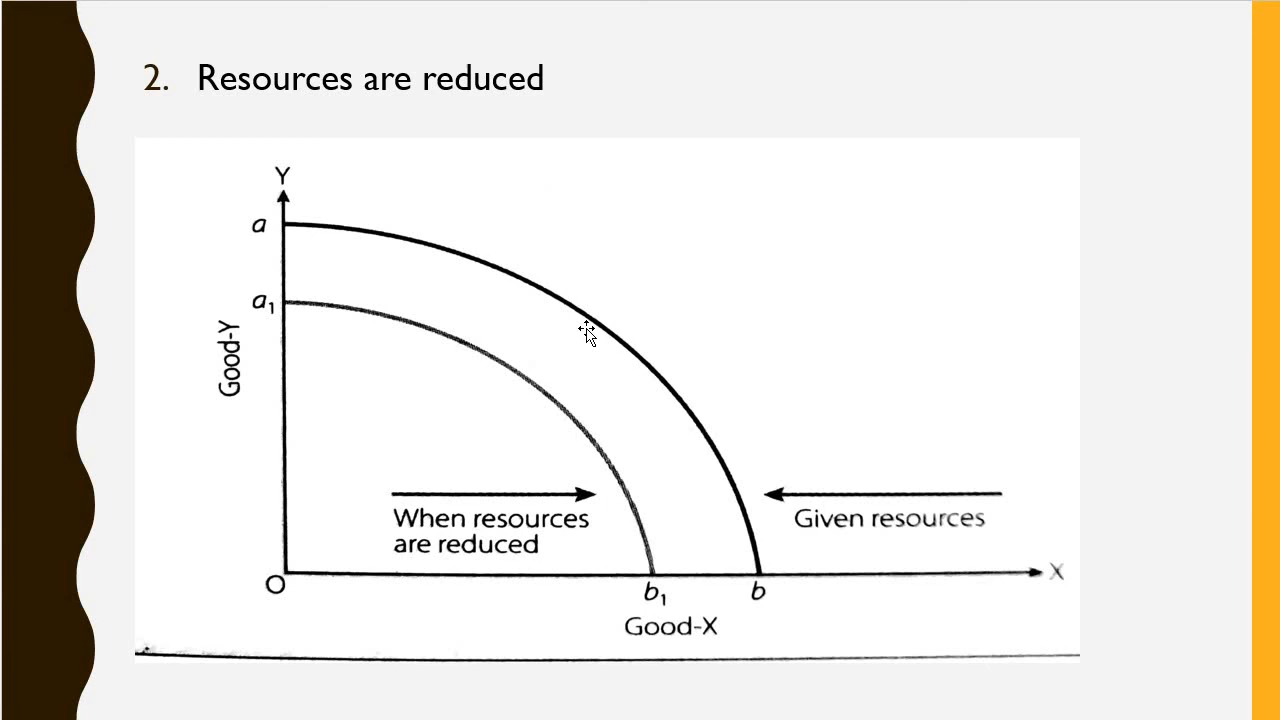 2. Resources are reduced
Y
a
a₁
Good-Y
When resources
are reduced
Given resources
O
b₁
b
X
Good-X